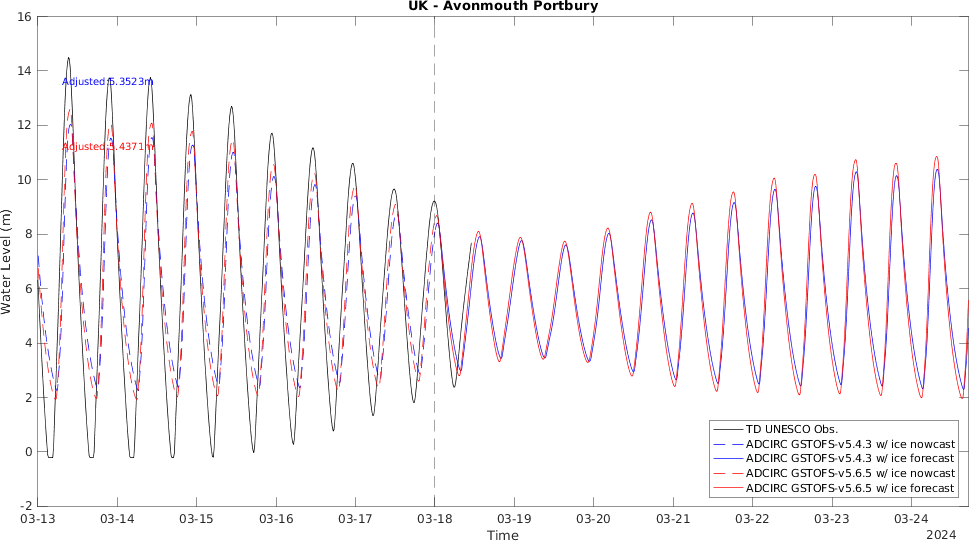 UK - Avonmouth Portbury
16
14
12
10
8
6
4
2
0
-2
Water Level (m)
Adjusted:5.3523m
Adjusted:5.4371m
03-13
03-14
03-15
03-16
03-17
03-18
03-19
03-20
03-21
03-22
03-23
03-24
Time
2024
TD UNESCO Obs.
ADCIRC GSTOFS-v5.4.3 w/ ice nowcast
ADCIRC GSTOFS-v5.4.3 w/ ice forecast
ADCIRC GSTOFS-v5.6.5 w/ ice nowcast
ADCIRC GSTOFS-v5.6.5 w/ ice forecast